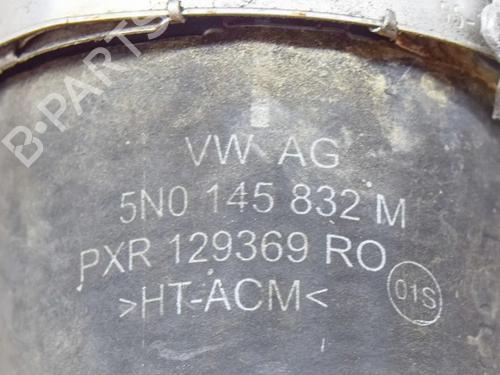 B-PARTS
VW AG
5N0 145 832 M
PXR 129369 RO
>HT-ACM<
01S